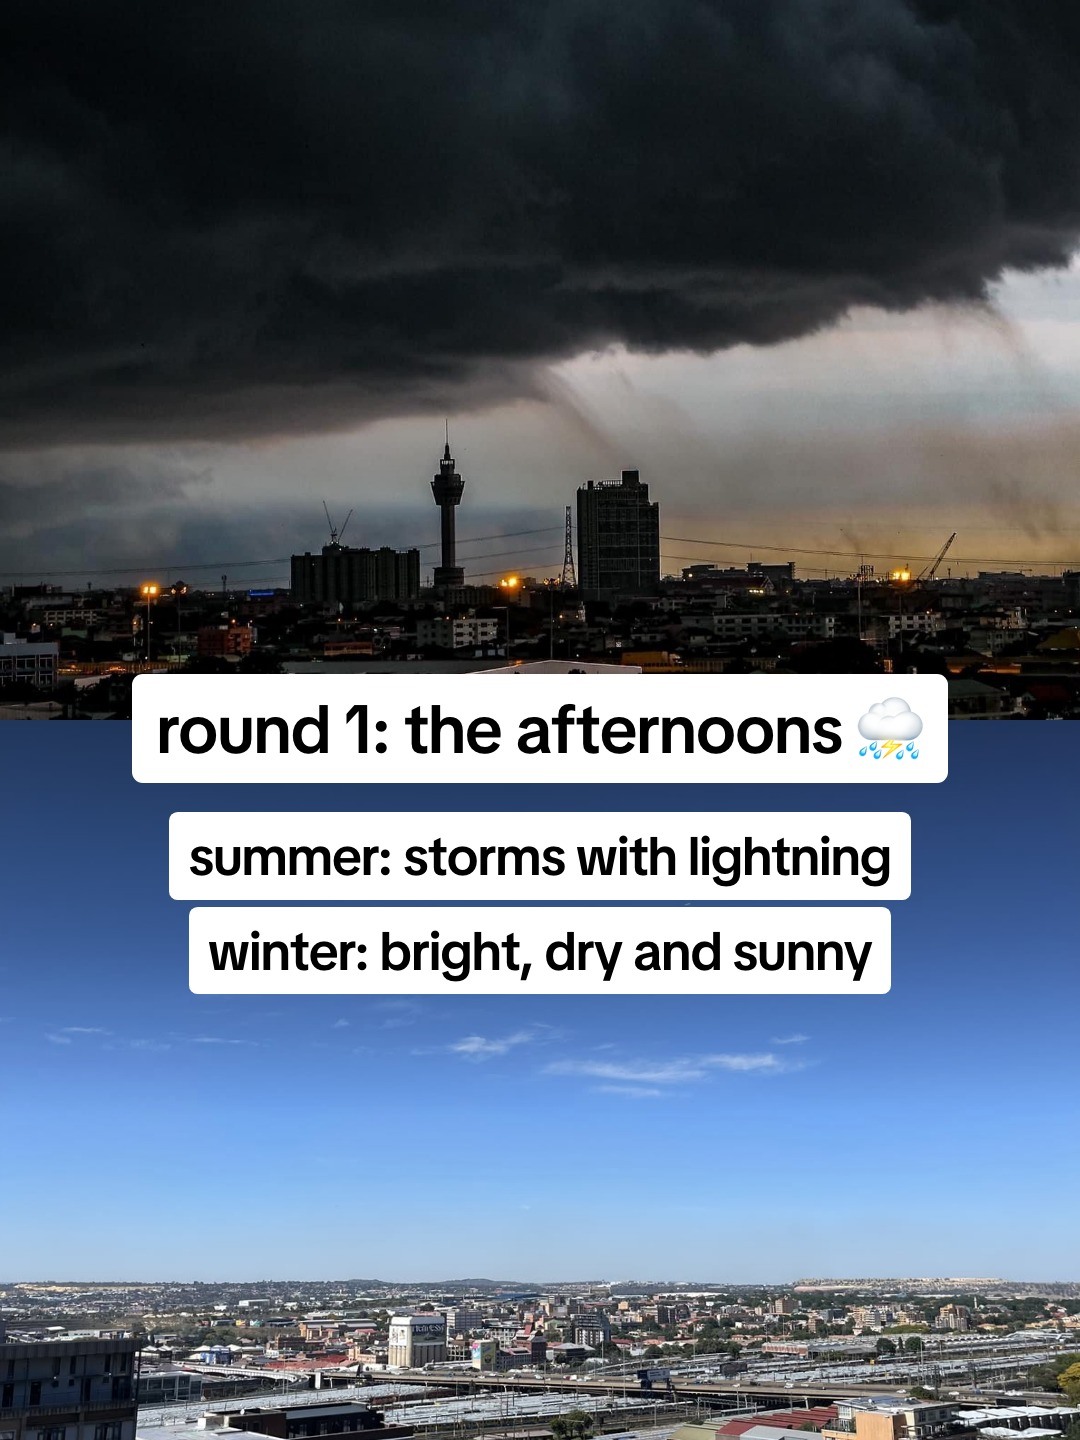 round 1: the afternoons ⛈️
summer: storms with lightning
winter: bright, dry and sunny